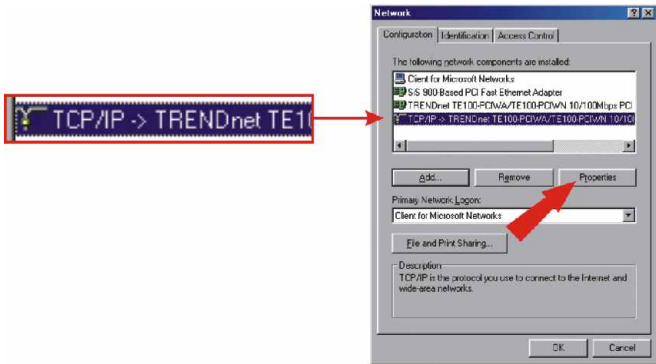 TCP/IP -> TRENDnet TE10
Network
Configuration Identification Access Control
The following network components are installed:
Client for Microsoft Networks
SiS 900-Based PCI Fast Ethernet Adapter
TRENDnet TE100-PCIWA/TE100-PCIWN 10/100Mbps PCI
TCP/IP -> TRENDnet TE100-PCIWA/TE100-PCIWN 10/10
Add... Remove Properties
Primary Network Logon:
Client for Microsoft Networks
File and Print Sharing...
Description
TCP/IP is the protocol you use to connect to the Internet and
wide-area networks.
OK Cancel